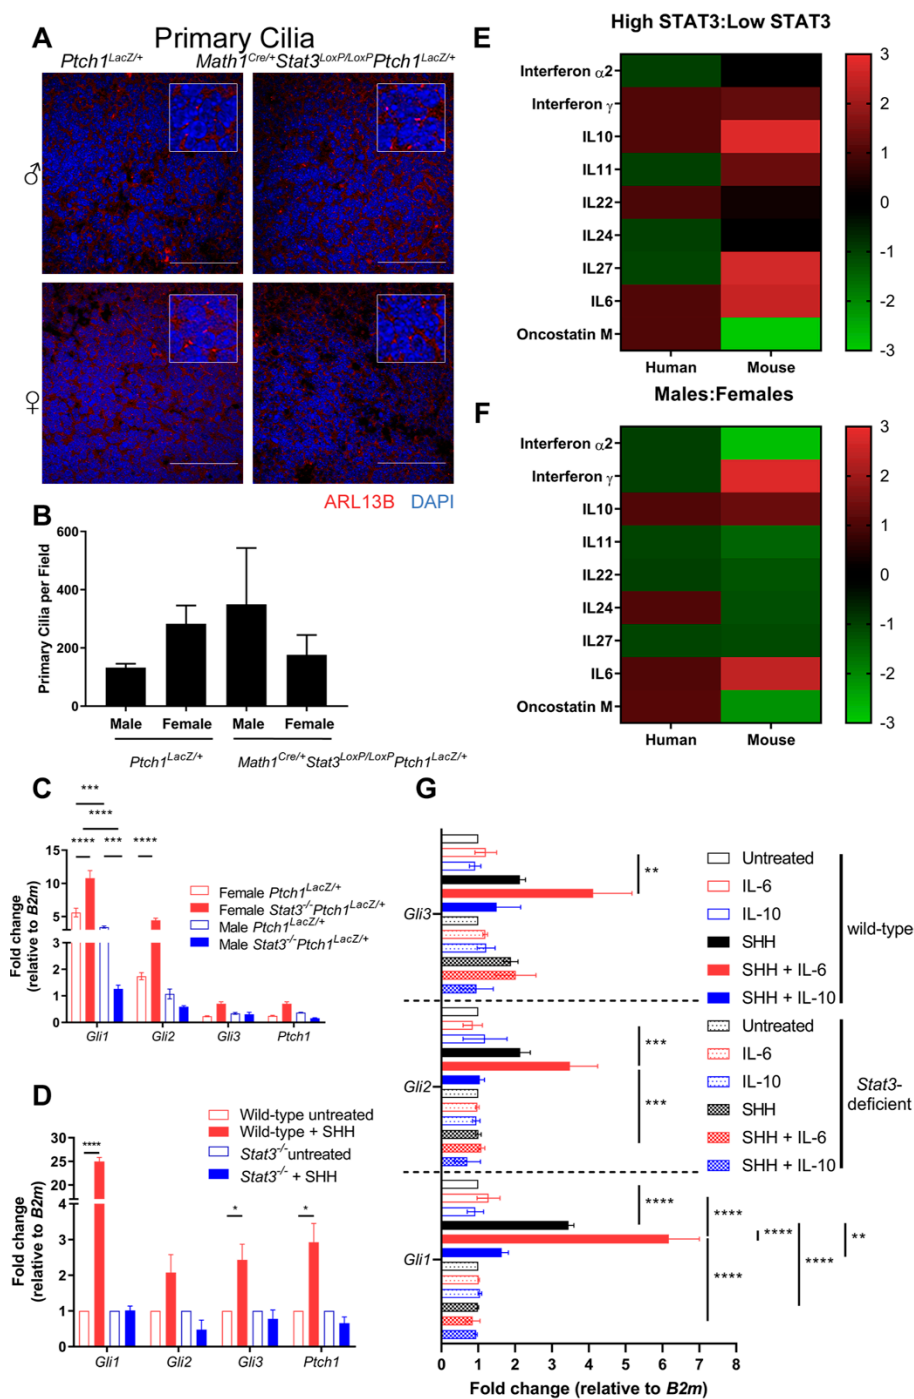 A
Primary Cilia
Ptch1LacZ/+
Math1Cre/+Stat3LoxP/LoxPPtch1LacZ/+
♂
♀
ARL13B DAPI
B
Primary Cilia per Field
600
400
200
0
Male Female Male Female
Ptch1LacZ/+
Math1Cre/+Stat3LoxP/LoxPPtch1LacZ/+
C
Fold change
(relative to B2m)
15
10
5
3
2
1
0
***
****
**** *** ****
Female Ptch1LacZ/+
Female Stat3-/-Ptch1LacZ/+
Male Ptch1LacZ/+
Male Stat3-/-Ptch1LacZ/+
Gli1 Gli2 Gli3 Ptch1
D
Fold change
(relative to B2m)
30
25
20
4
3
2
1
0
****
*
*
Wild-type untreated
Wild-type + SHH
Stat3-/-untreated
Stat3-/- + SHH
Gli1 Gli2 Gli3 Ptch1
E
High STAT3:Low STAT3
Interferon α2
Interferon γ
IL10
IL11
IL22
IL24
IL27
IL6
Oncostatin M
Human Mouse
3
2
1
0
-1
-2
-3
F
Males:Females
Interferon α2
Interferon γ
IL10
IL11
IL22
IL24
IL27
IL6
Oncostatin M
Human Mouse
3
2
1
0
-1
-2
-3
G
Gli3
Gli2
Gli1
**
***
***
****
****
****
****
****
**
0 1 2 3 4 5 6 7 8
Fold change (relative to B2m)
Untreated
IL-6
IL-10
SHH
SHH + IL-6
SHH + IL-10
wild-type
Untreated
IL-6
IL-10
SHH
SHH + IL-6
SHH + IL-10
Stat3-
deficient